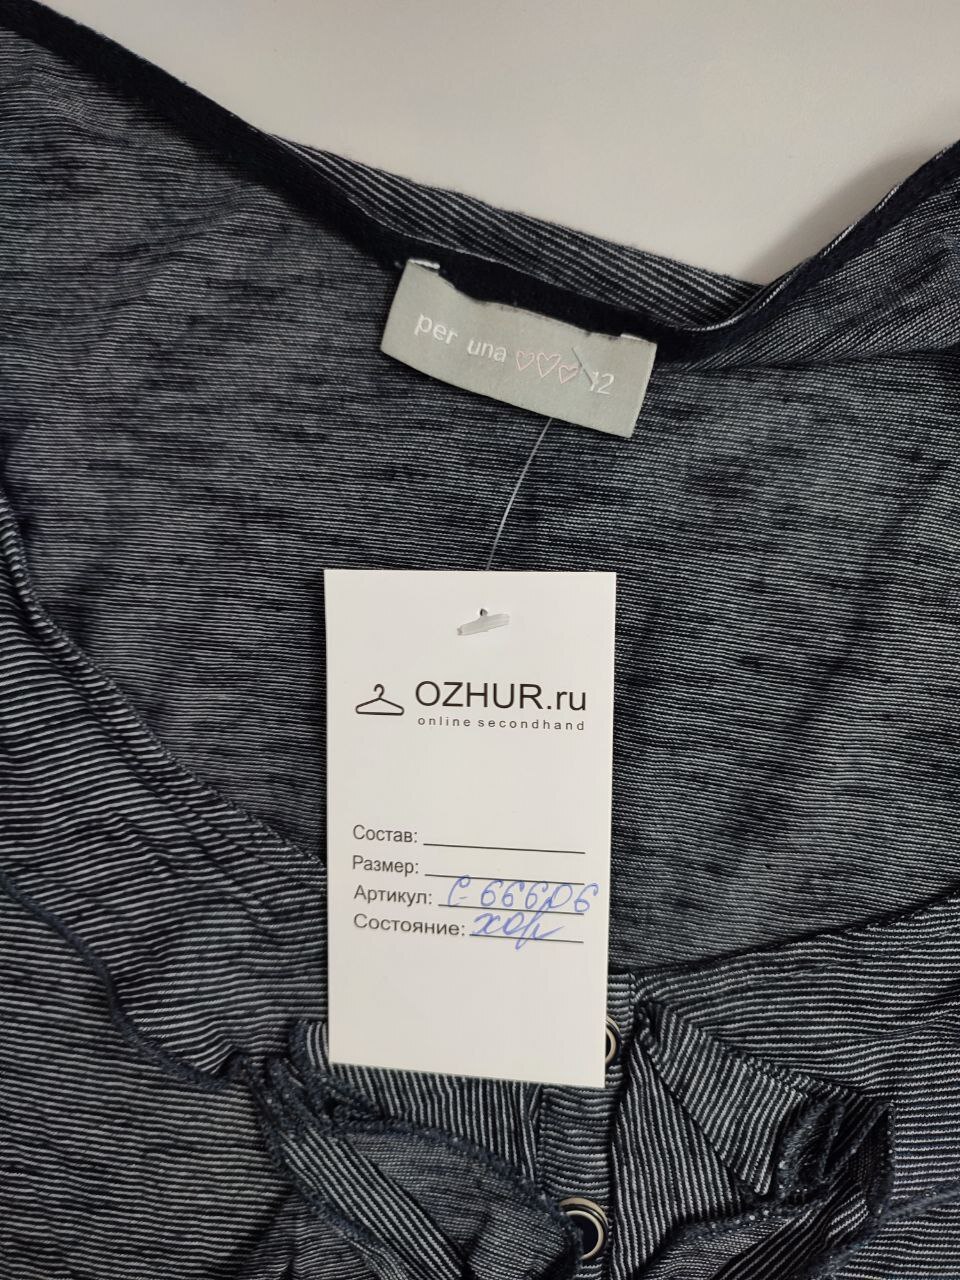 per una 12
OZHUR.ru
online secondhand
Состав:
Размер:
Артикул: С-66606
Состояние: хор